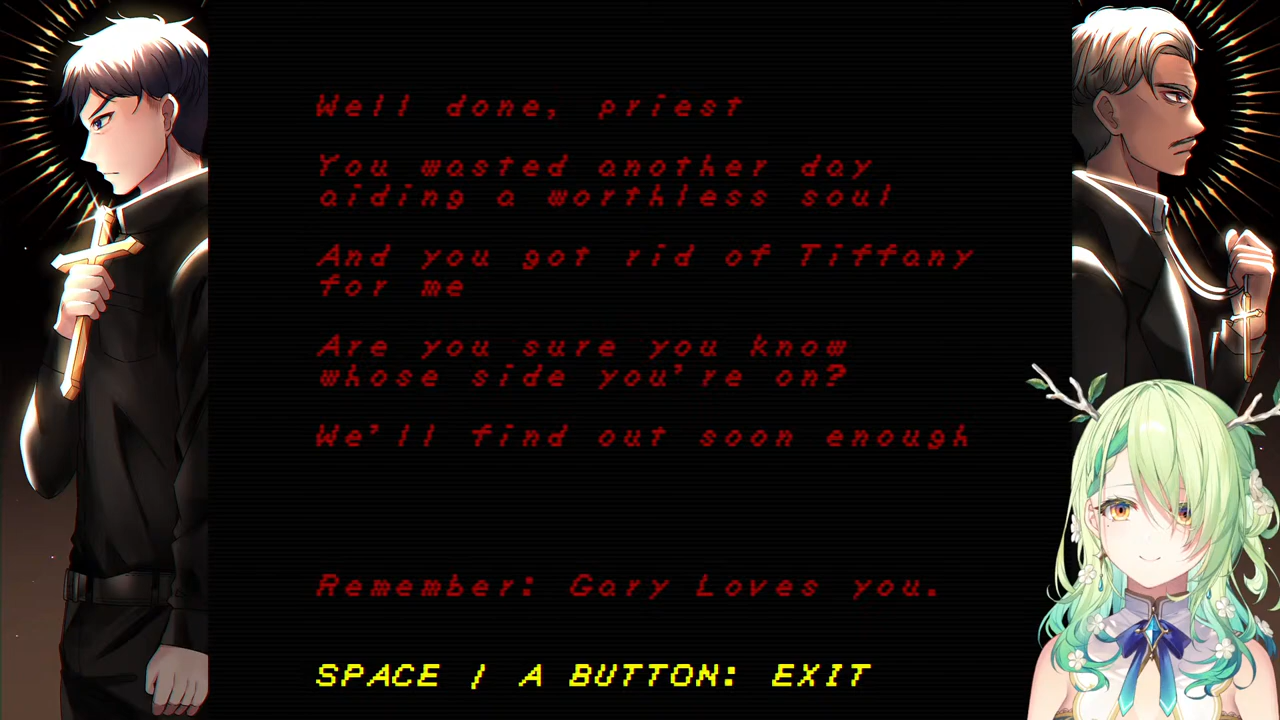 Well done, priest
You wasted another day
aiding a worthless soul
And you got rid of Tiffany
for me
Are you sure you know
whose side you're on?
We'll find out soon enough
Remember: Gary Loves you.
SPACE / A BUTTON: EXIT